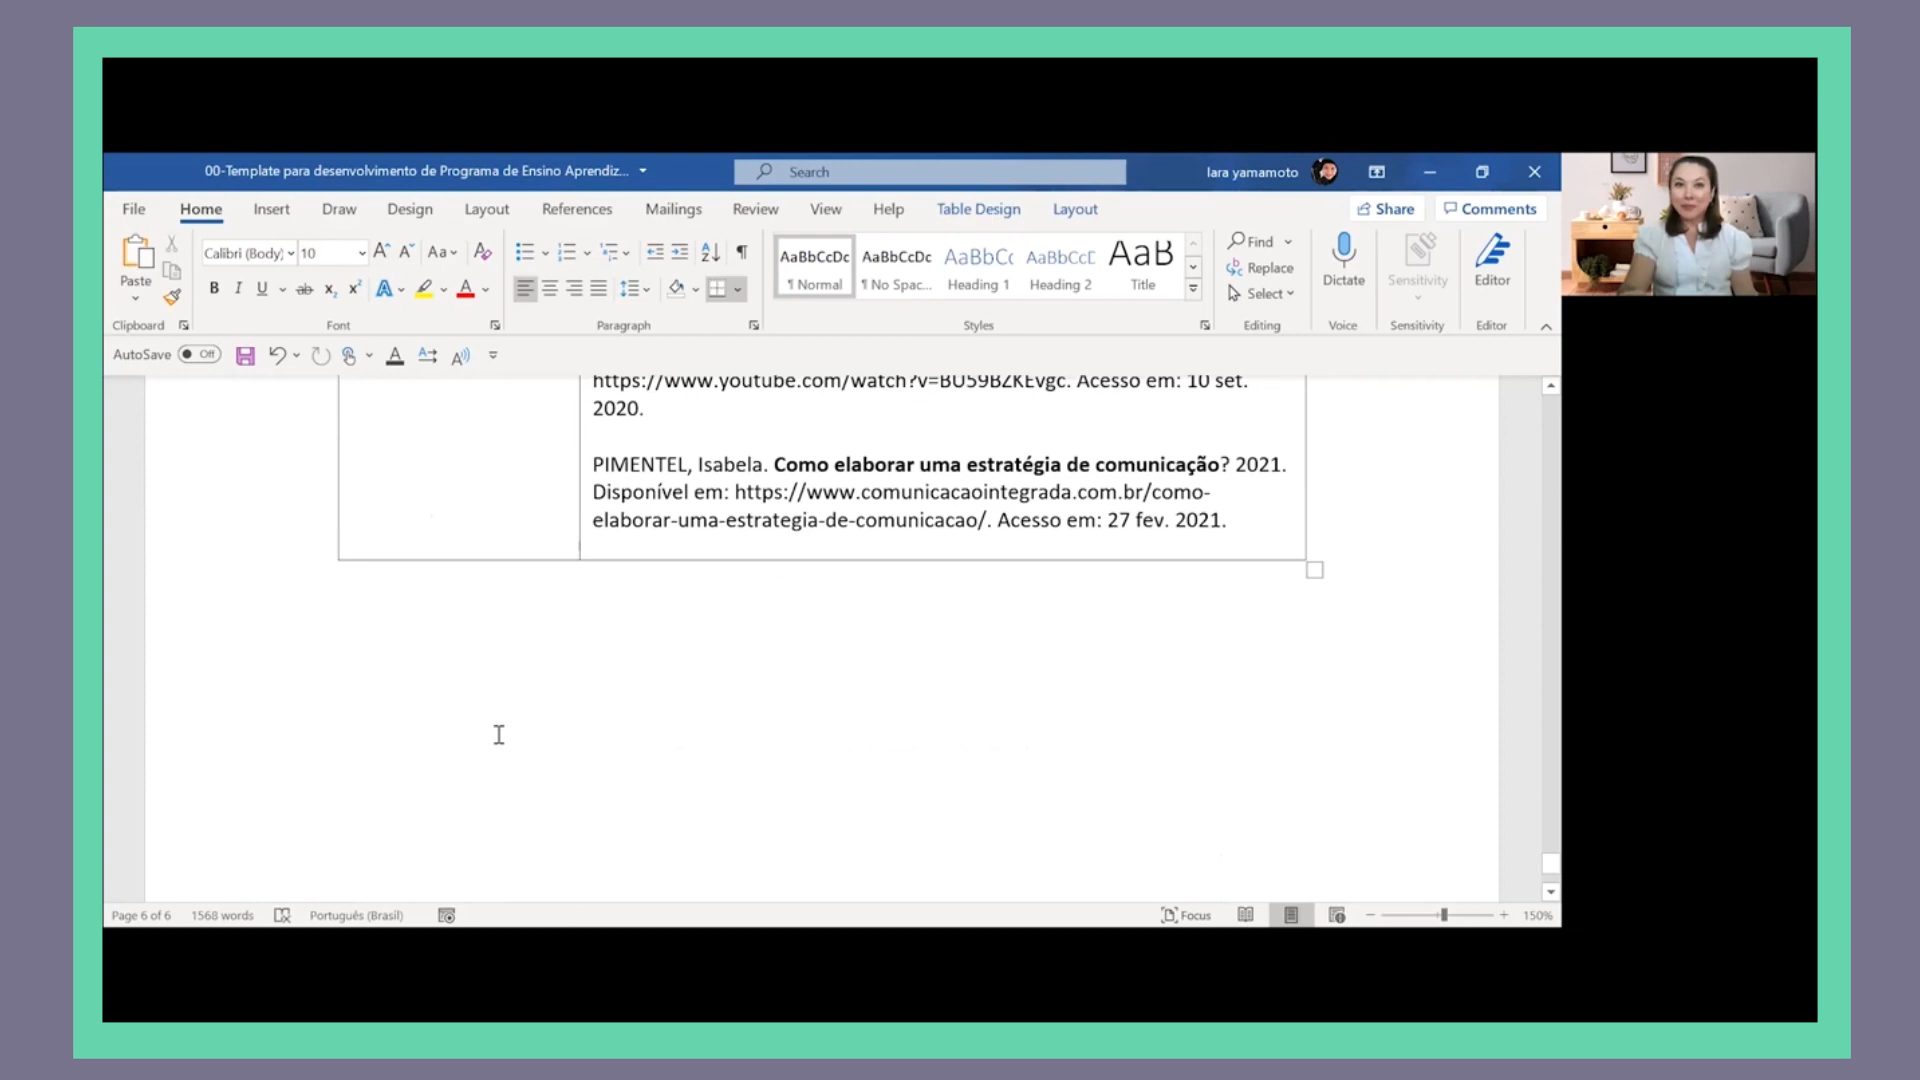 00-Template para desenvolvimento de Programa de Ensino Aprendiz...
Search
Iara yamamoto
File Home Insert Draw Design Layout References Mailings Review View Help Table Design Layout Share Comments
Paste
Calibri (Body) 10
Aa
B I U ab x₂ x² A A
AaBbCcDc AaBbCcDc AaBbCc AaBbCcD AaB
¶ Normal ¶ No Spac... Heading 1 Heading 2 Title
Find
Replace
Select
Dictate Sensitivity Editor
Clipboard Font Paragraph Styles Editing Voice Sensitivity Editor
AutoSave Off
https://www.youtube.com/watch?v=BU59BZKEvgc. Acesso em: 10 set.
2020.
PIMENTEL, Isabela. Como elaborar uma estratégia de comunicação? 2021.
Disponível em: https://www.comunicacaointegrada.com.br/como-
elaborar-uma-estrategia-de-comunicacao/. Acesso em: 27 fev. 2021.
Page 6 of 6 1568 words Português (Brasil) Focus 150%